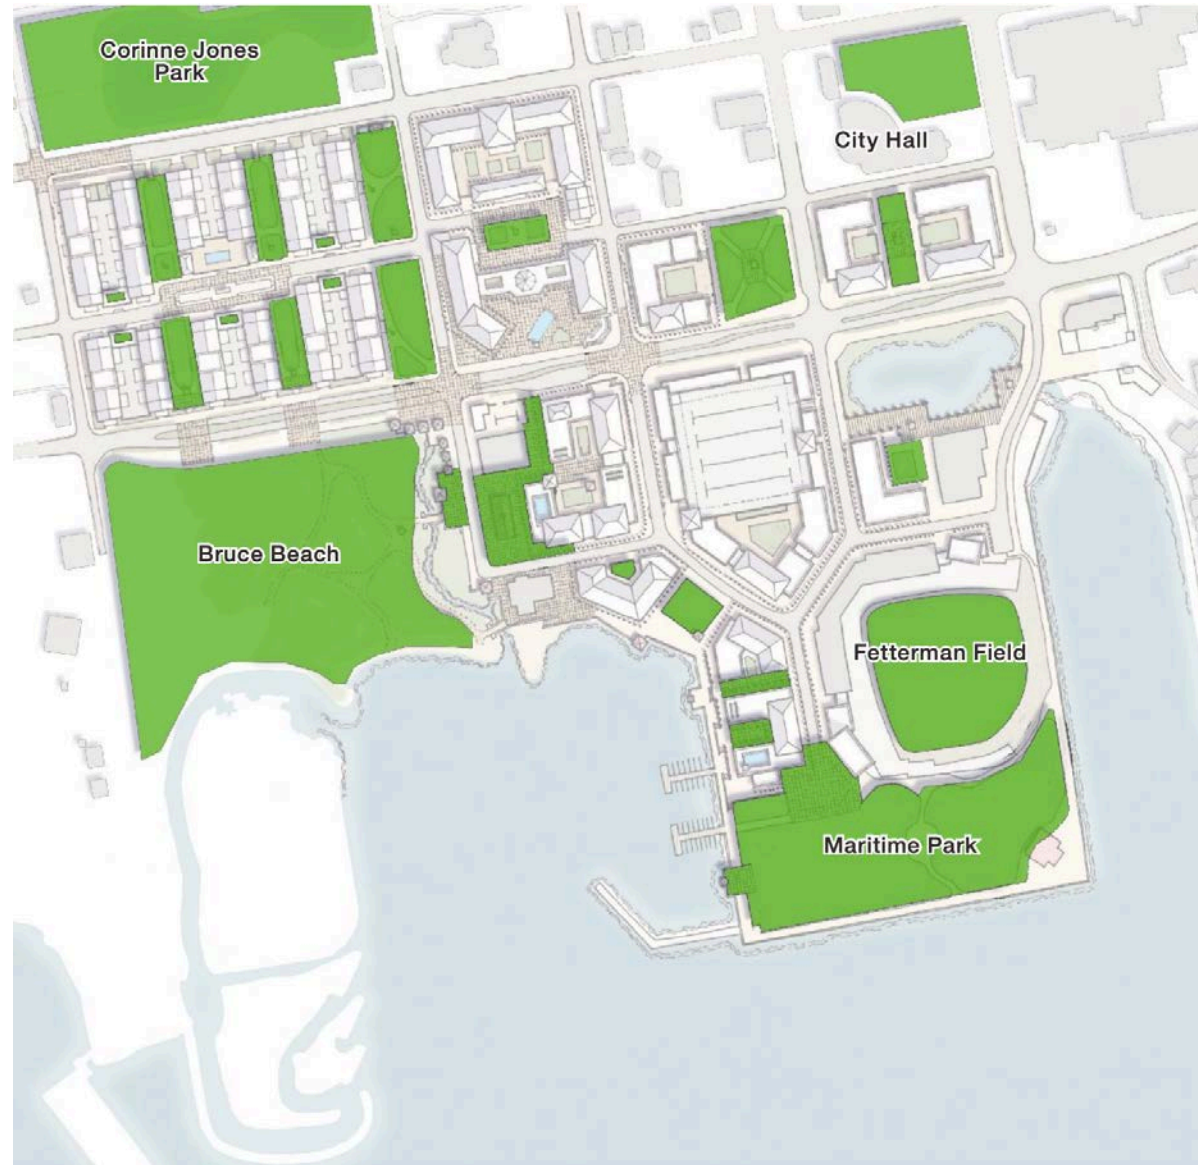 Corinne Jones
Park
City Hall
Bruce Beach
Fetterman Field
Maritime Park